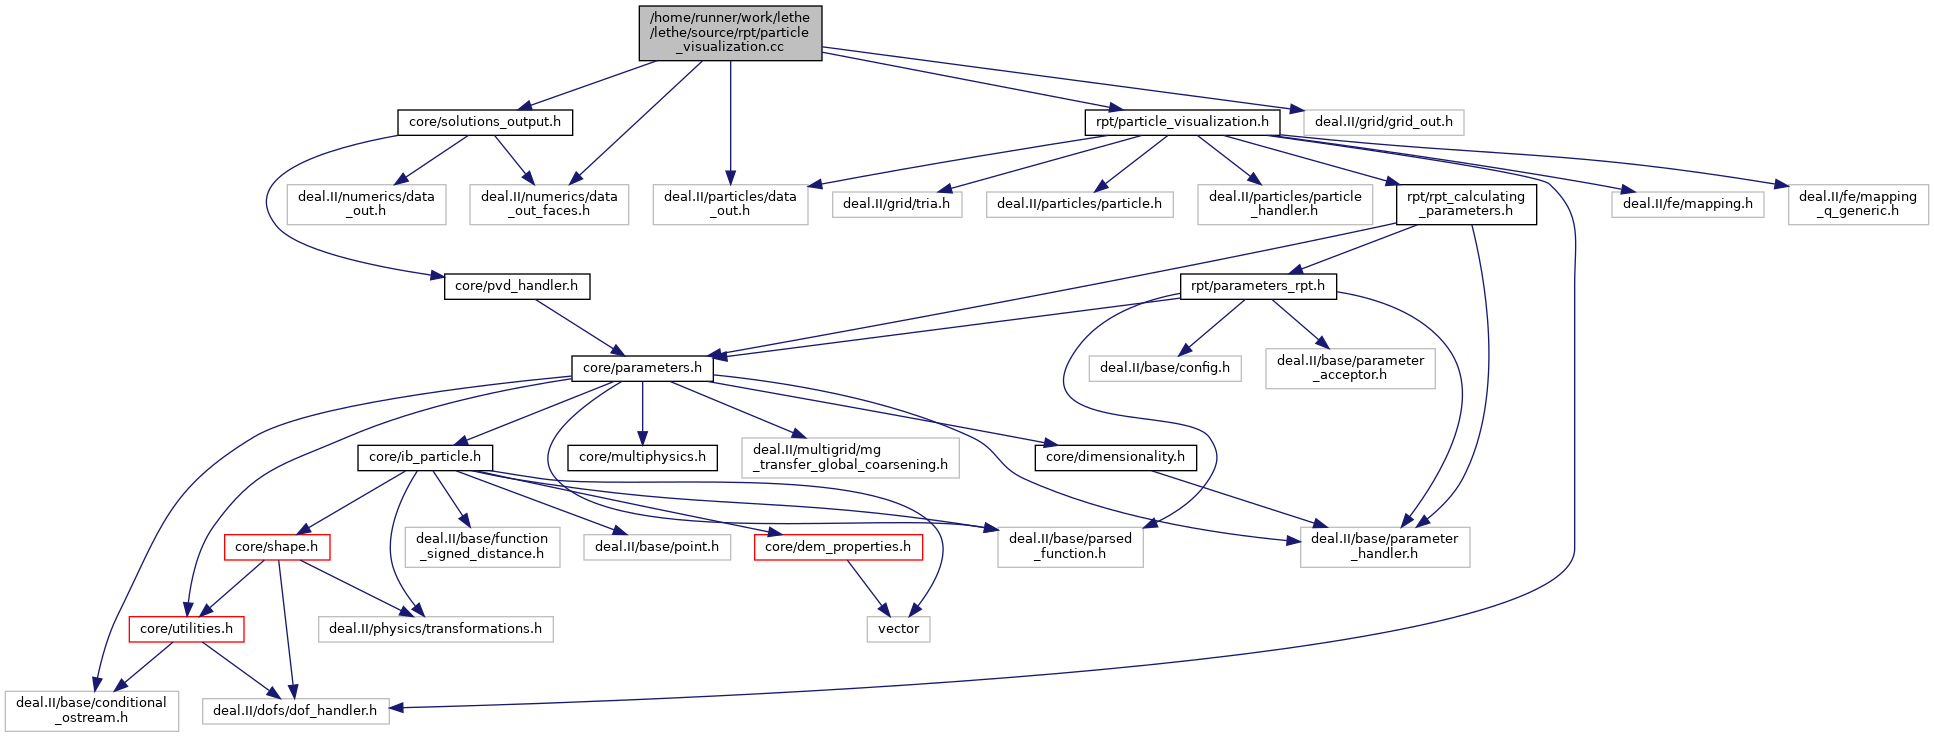 /home/runner/work/lethe
/lethe/source/rpt/particle
_visualization.cc
core/solutions_output.h
rpt/particle_visualization.h
deal.II/grid/grid_out.h
deal.II/numerics/data
_out.h
deal.II/numerics/data
_out_faces.h
deal.II/particles/data
_out.h
deal.II/grid/tria.h
deal.II/particles/particle.h
deal.II/particles/particle
_handler.h
rpt/rpt_calculating
_parameters.h
deal.II/fe/mapping.h
deal.II/fe/mapping
_q_generic.h
core/pvd_handler.h
rpt/parameters_rpt.h
core/parameters.h
deal.II/base/config.h
deal.II/base/parameter
_acceptor.h
core/ib_particle.h
core/multiphysics.h
deal.II/multigrid/mg
_transfer_global_coarsening.h
core/dimensionality.h
core/shape.h
deal.II/base/function
_signed_distance.h
deal.II/base/point.h
core/dem_properties.h
deal.II/base/parsed
_function.h
deal.II/base/parameter
_handler.h
core/utilities.h
deal.II/physics/transformations.h
vector
deal.II/base/conditional
_ostream.h
deal.II/dofs/dof_handler.h